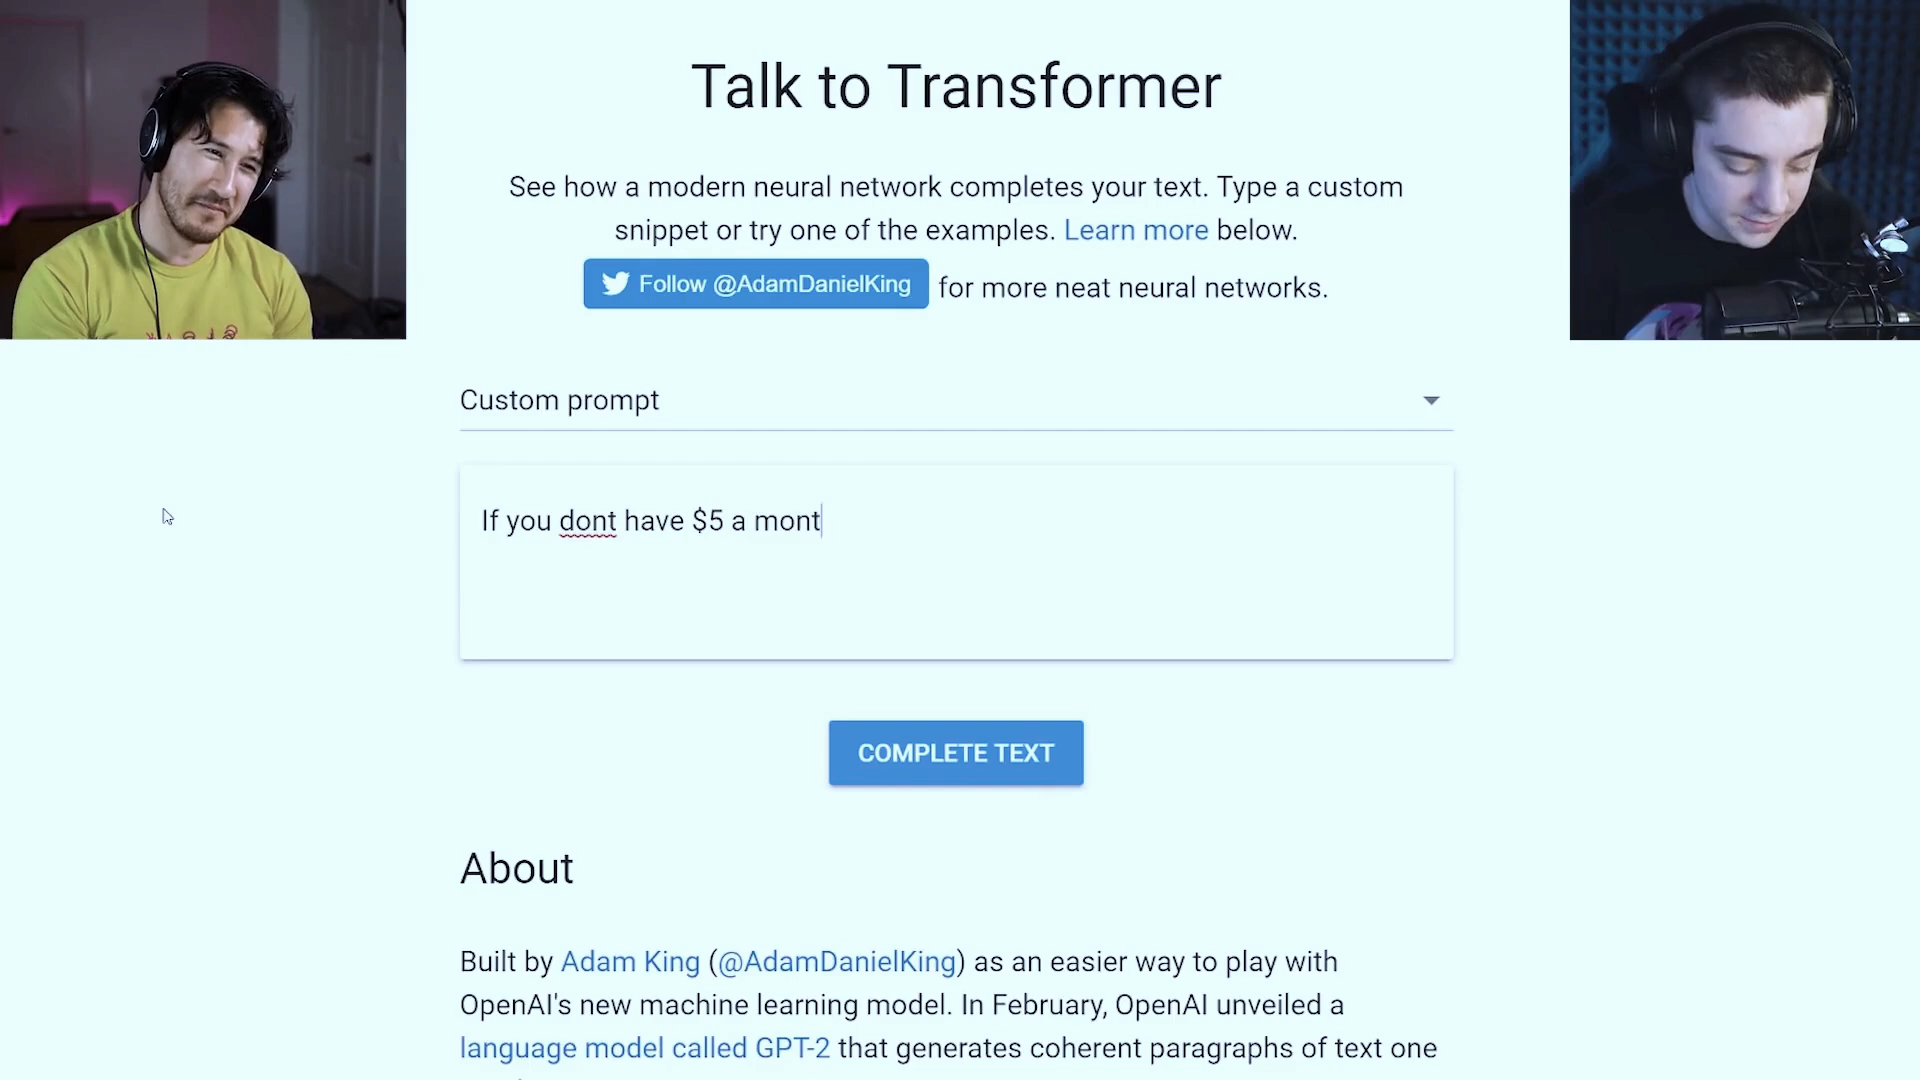 Talk to Transformer
See how a modern neural network completes your text. Type a custom
snippet or try one of the examples. Learn more below.
Follow @AdamDanielKing for more neat neural networks.
Custom prompt
If you dont have $5 a mont
COMPLETE TEXT
About
Built by Adam King (@AdamDanielKing) as an easier way to play with
OpenAI's new machine learning model. In February, OpenAI unveiled a
language model called GPT-2 that generates coherent paragraphs of text one